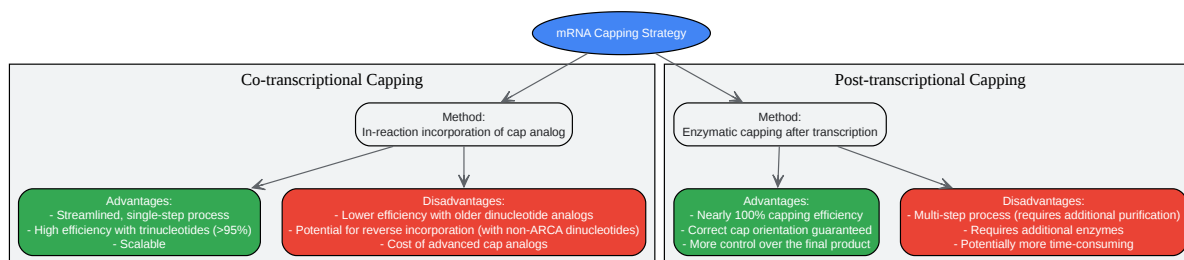 mRNA Capping Strategy
Co-transcriptional Capping
Method:
In-reaction incorporation of cap analog
Advantages:
- Streamlined, single-step process
- High efficiency with trinucleotides (>95%)
- Scalable
Disadvantages:
- Lower efficiency with older dinucleotide analogs
- Potential for reverse incorporation (with non-ARCA dinucleotides)
- Cost of advanced cap analogs
Post-transcriptional Capping
Method:
Enzymatic capping after transcription
Advantages:
- Nearly 100% capping efficiency
- Correct cap orientation guaranteed
- More control over the final product
Disadvantages:
- Multi-step process (requires additional purification)
- Requires additional enzymes
- Potentially more time-consuming